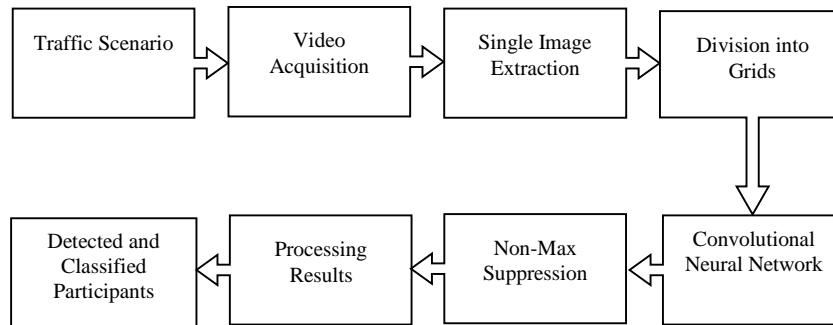 Traffic Scenario
Video
Acquisition
Single Image
Extraction
Division into
Grids
Convolutional
Neural Network
Non-Max
Suppression
Processing
Results
Detected and
Classified
Participants